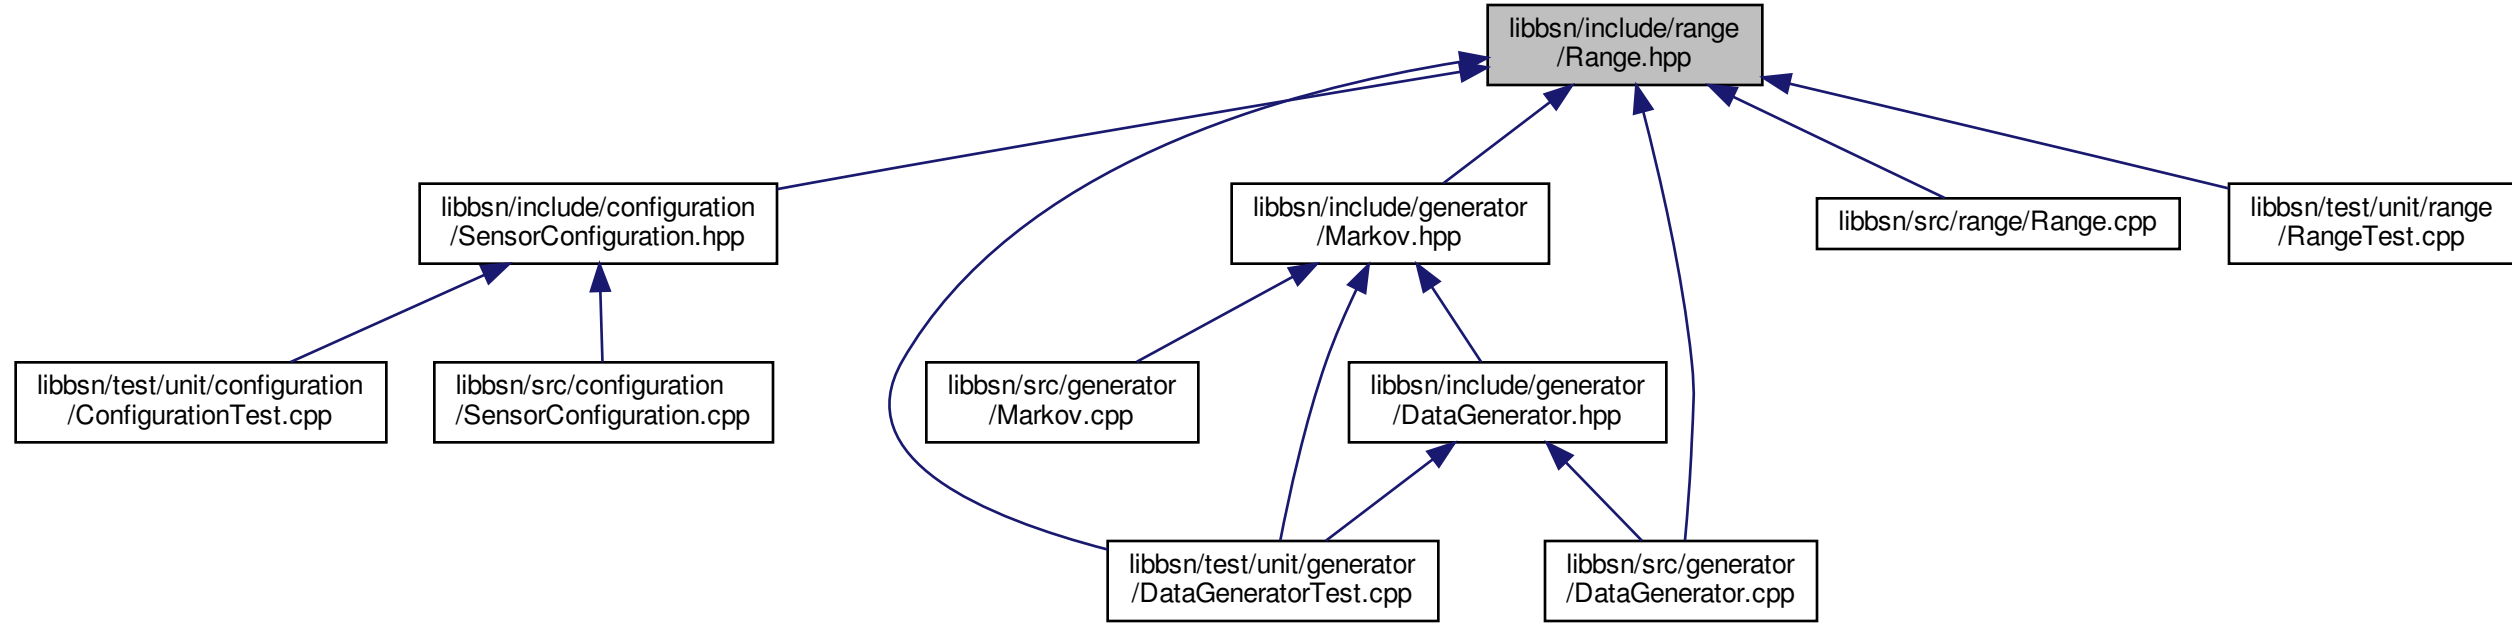 libbsn/include/range
/Range.hpp
libbsn/include/configuration
/SensorConfiguration.hpp
libbsn/include/generator
/Markov.hpp
libbsn/src/range/Range.cpp
libbsn/test/unit/range
/RangeTest.cpp
libbsn/test/unit/configuration
/ConfigurationTest.cpp
libbsn/src/configuration
/SensorConfiguration.cpp
libbsn/src/generator
/Markov.cpp
libbsn/include/generator
/DataGenerator.hpp
libbsn/test/unit/generator
/DataGeneratorTest.cpp
libbsn/src/generator
/DataGenerator.cpp